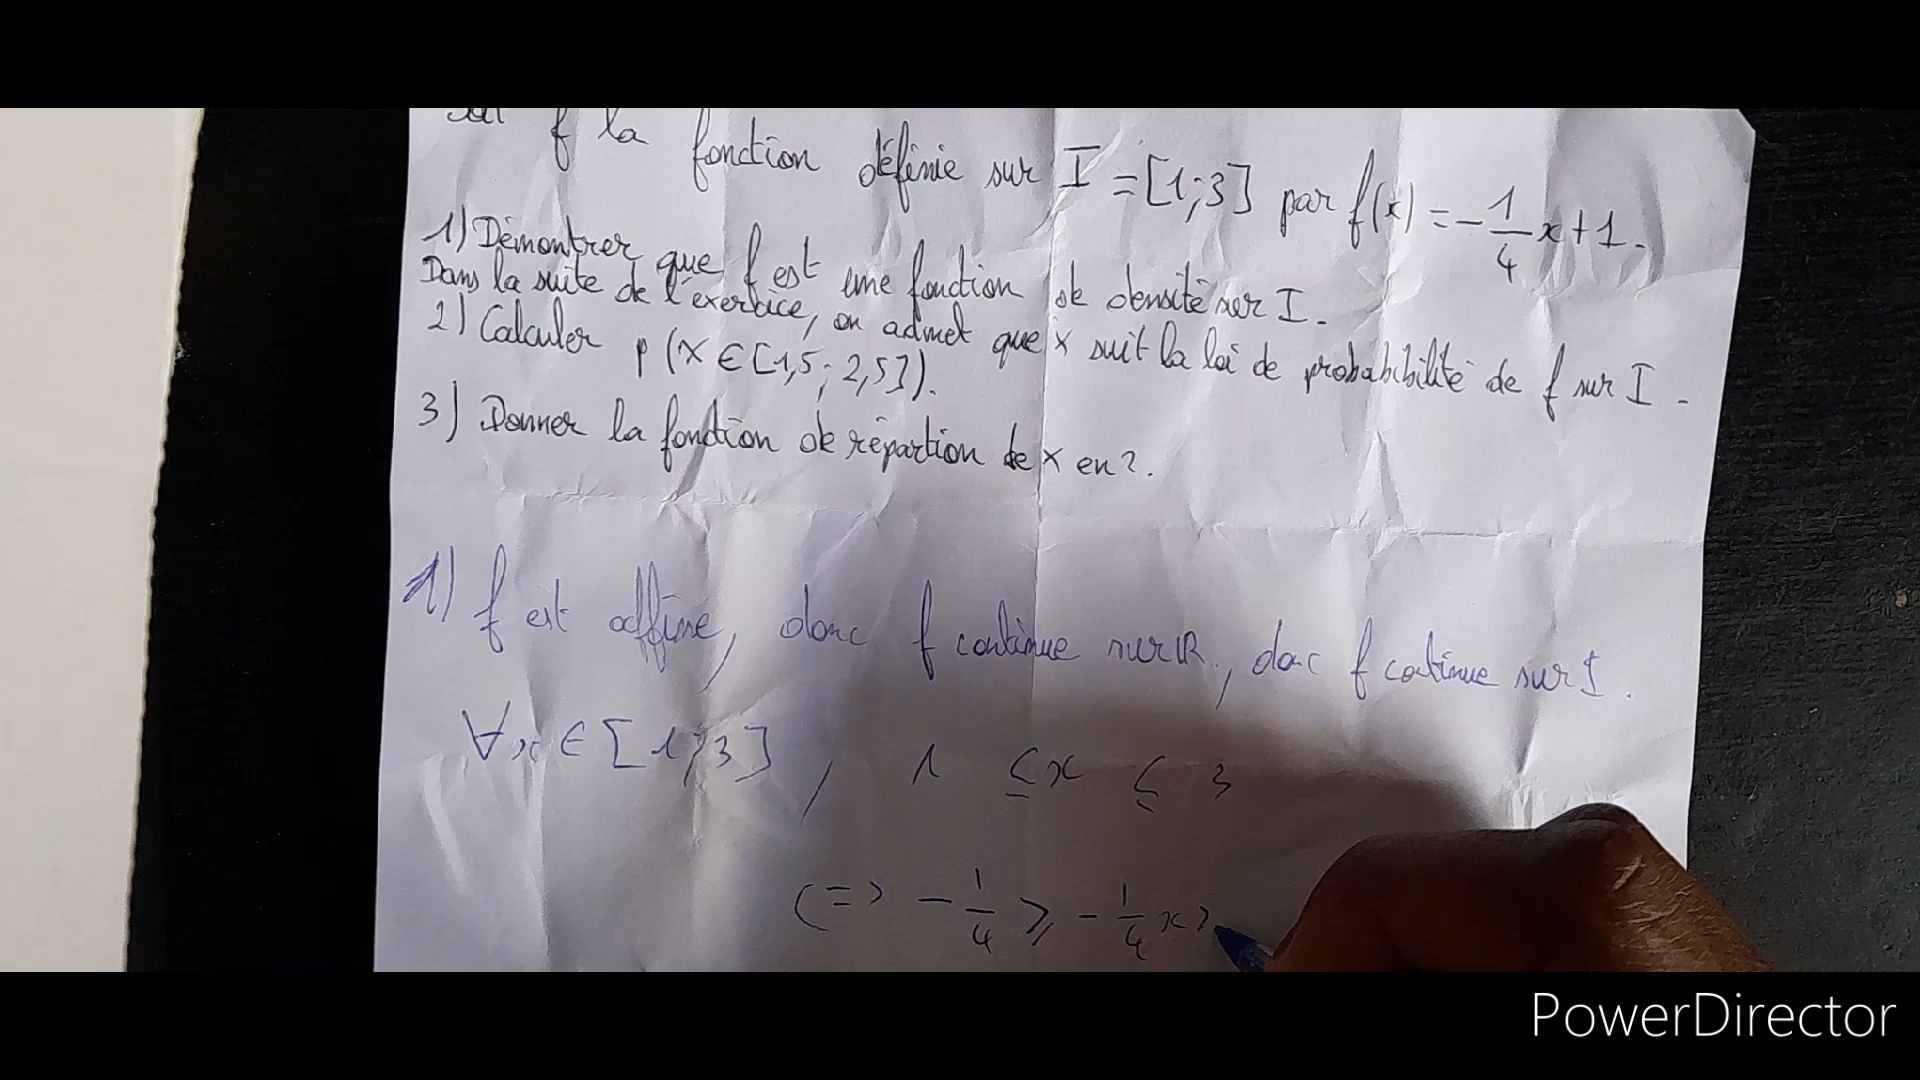 f la fonction définie sur I = [1;3] par f(x) = -1/4 x + 1.
1) Démontrer que f est une fonction de densité sur I.
Dans la suite de l'exercice, on admet que X suit la loi de probabibilité de f sur I.
2) Calculer p(X ∈ [1,5; 2,5]).
3) Donner la fonction de répartion de X en 2.
1) f est affine, donc f continue sur ℝ, donc f continue sur I.
∀x ∈ [1;3], 1 ≤ x ≤ 3
<=> -1/4 ≥ -1/4 x >
PowerDirector